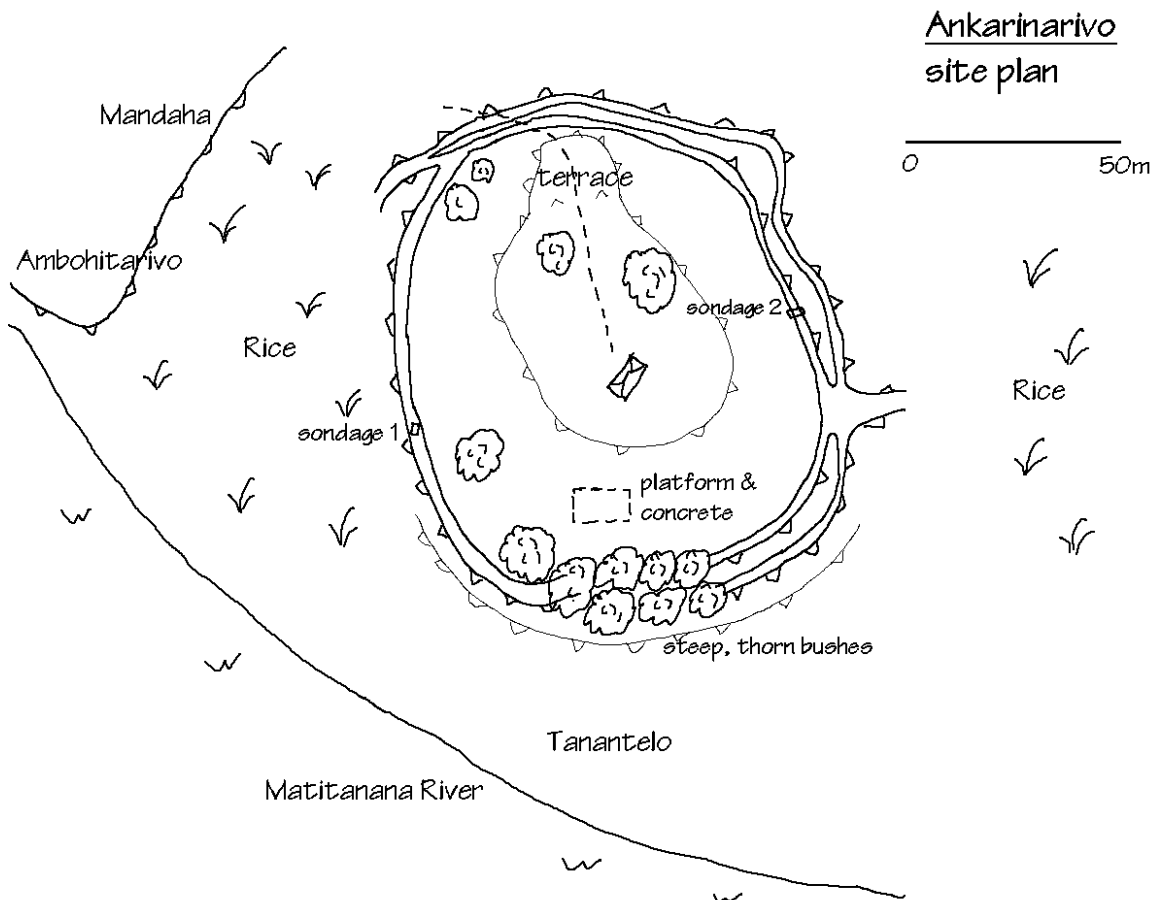 Ankarinarivo
site plan
0 50m
Mandaha
terrace
Ambohitarivo
sondage 2
Rice
Rice
sondage 1
platform &
concrete
steep, thorn bushes
Tanantelo
Matitanana River